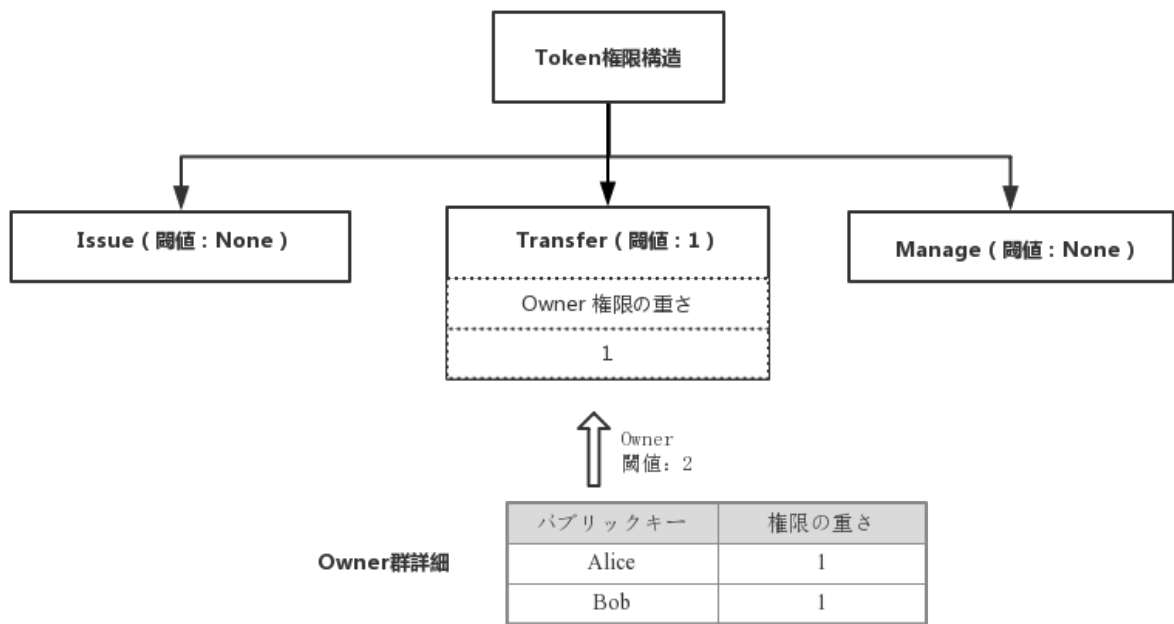 Token権限構造
Issue ( 閾値 : None )
Transfer ( 閾値 : 1 )
Manage ( 閾値 : None )
Owner 権限の重さ
1
Owner
閾値: 2
パブリックキー 権限の重さ
Owner群詳細
Alice 1
Bob 1